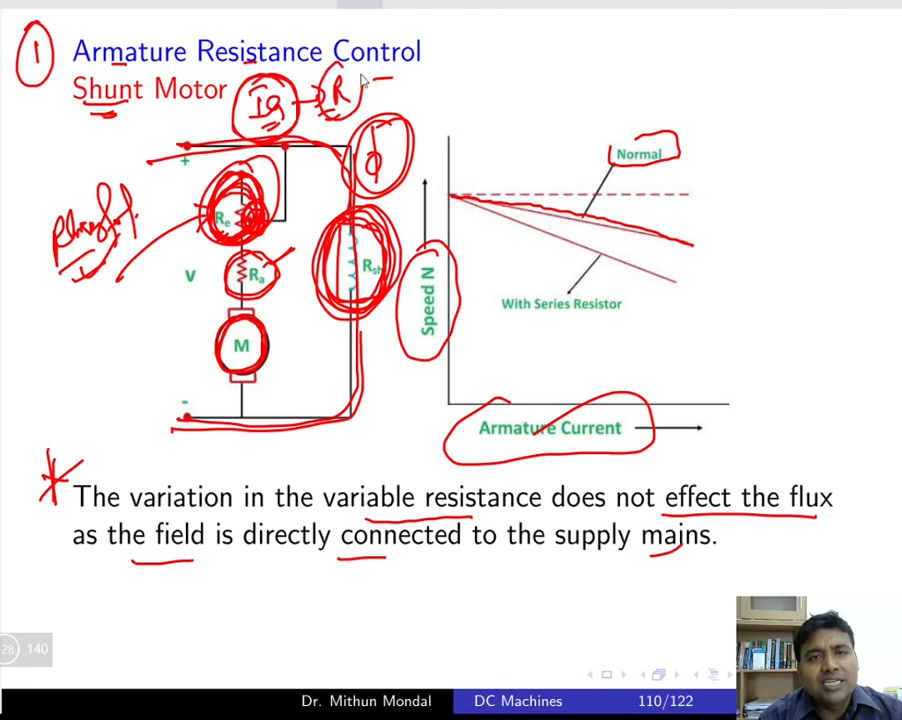 1
Armature Resistance Control
Shunt Motor
Ia
R
ϕ
+
Re
Ra
V
Rsh
M
-
Normal
With Series Resistor
Speed N
Armature Current
The variation in the variable resistance does not effect the flux
as the field is directly connected to the supply mains.
28 140
Dr. Mithun Mondal DC Machines 110/122